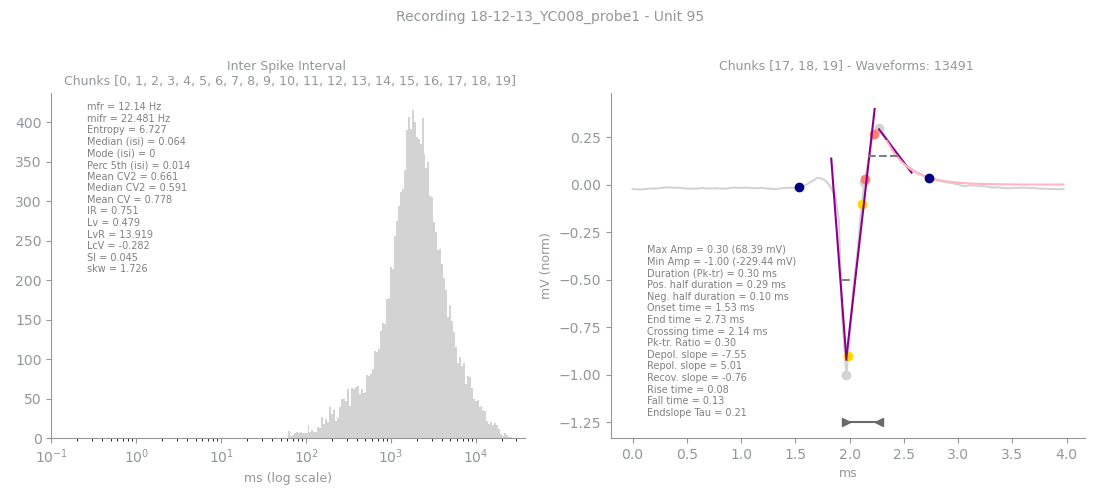 Recording 18-12-13_YC008_probe1 - Unit 95
Inter Spike Interval
Chunks [0, 1, 2, 3, 4, 5, 6, 7, 8, 9, 10, 11, 12, 13, 14, 15, 16, 17, 18, 19]
mfr = 12.14 Hz
mifr = 22.481 Hz
Entropy = 6.727
Median (isi) = 0.064
Mode (isi) = 0
Perc 5th (isi) = 0.014
Mean CV2 = 0.661
Median CV2 = 0.591
Mean CV = 0.778
IR = 0.751
Lv = 0.479
LvR = 13.919
LcV = -0.282
SI = 0.045
skw = 1.726
400
350
300
250
200
150
100
50
0
10⁻¹ 10⁰ 10¹ 10² 10³ 10⁴
ms (log scale)
Chunks [17, 18, 19] - Waveforms: 13491
mV (norm)
0.25
0.00
−0.25
−0.50
−0.75
−1.00
−1.25
Max Amp = 0.30 (68.39 mV)
Min Amp = -1.00 (-229.44 mV)
Duration (Pk-tr) = 0.30 ms
Pos. half duration = 0.29 ms
Neg. half duration = 0.10 ms
Onset time = 1.53 ms
End time = 2.73 ms
Crossing time = 2.14 ms
Pk-tr. Ratio = 0.30
Depol. slope = -7.55
Repol. slope = 5.01
Recov. slope = -0.76
Rise time = 0.08
Fall time = 0.13
Endslope Tau = 0.21
0.0 0.5 1.0 1.5 2.0 2.5 3.0 3.5 4.0
ms